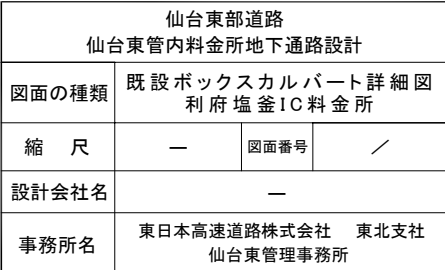 仙台東部道路
仙台東管内料金所地下通路設計
図面の種類 既設ボックスカルバート詳細図
利府塩釜IC料金所
縮 尺 ― 図面番号 ／
設計会社名 ―
事務所名 東日本高速道路株式会社 東北支社
仙台東管理事務所